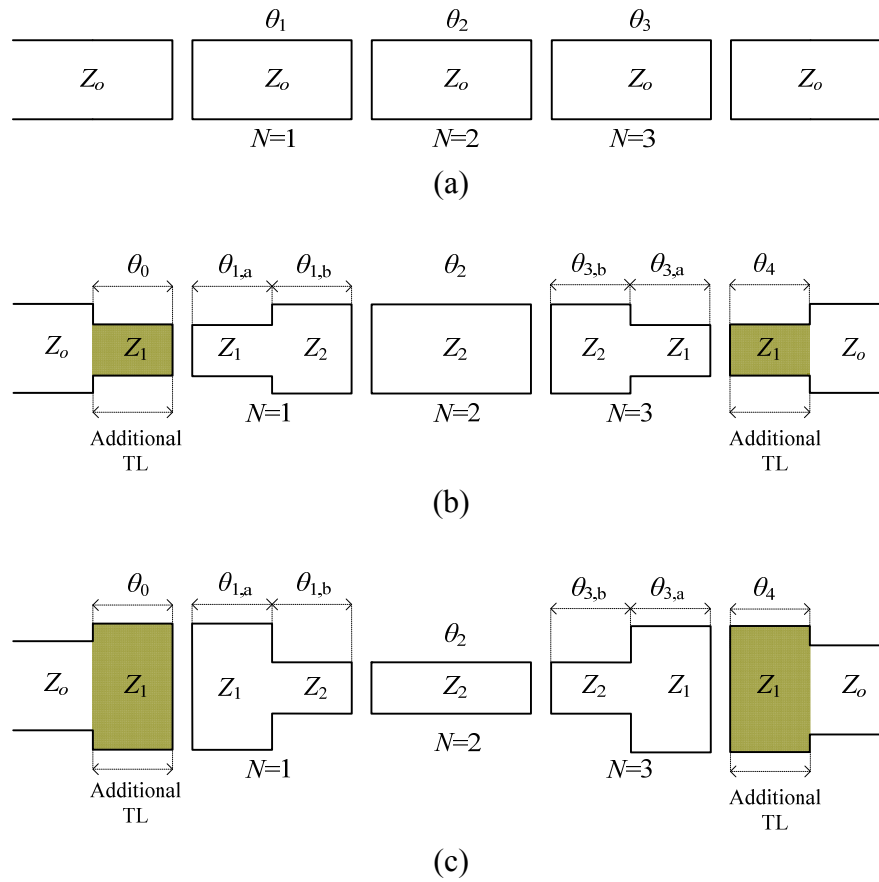 θ1 θ2 θ3
Zo Zo Zo Zo Zo
N=1 N=2 N=3
(a)
θ0 θ1,a θ1,b θ2 θ3,b θ3,a θ4
Zo Z1 Z1 Z2 Z2 Z2 Z1 Z1 Zo
N=1 N=2 N=3
Additional TL Additional TL
(b)
θ0 θ1,a θ1,b θ2 θ3,b θ3,a θ4
Zo Z1 Z1 Z2 Z2 Z2 Z1 Z1 Zo
N=1 N=2 N=3
Additional TL Additional TL
(c)